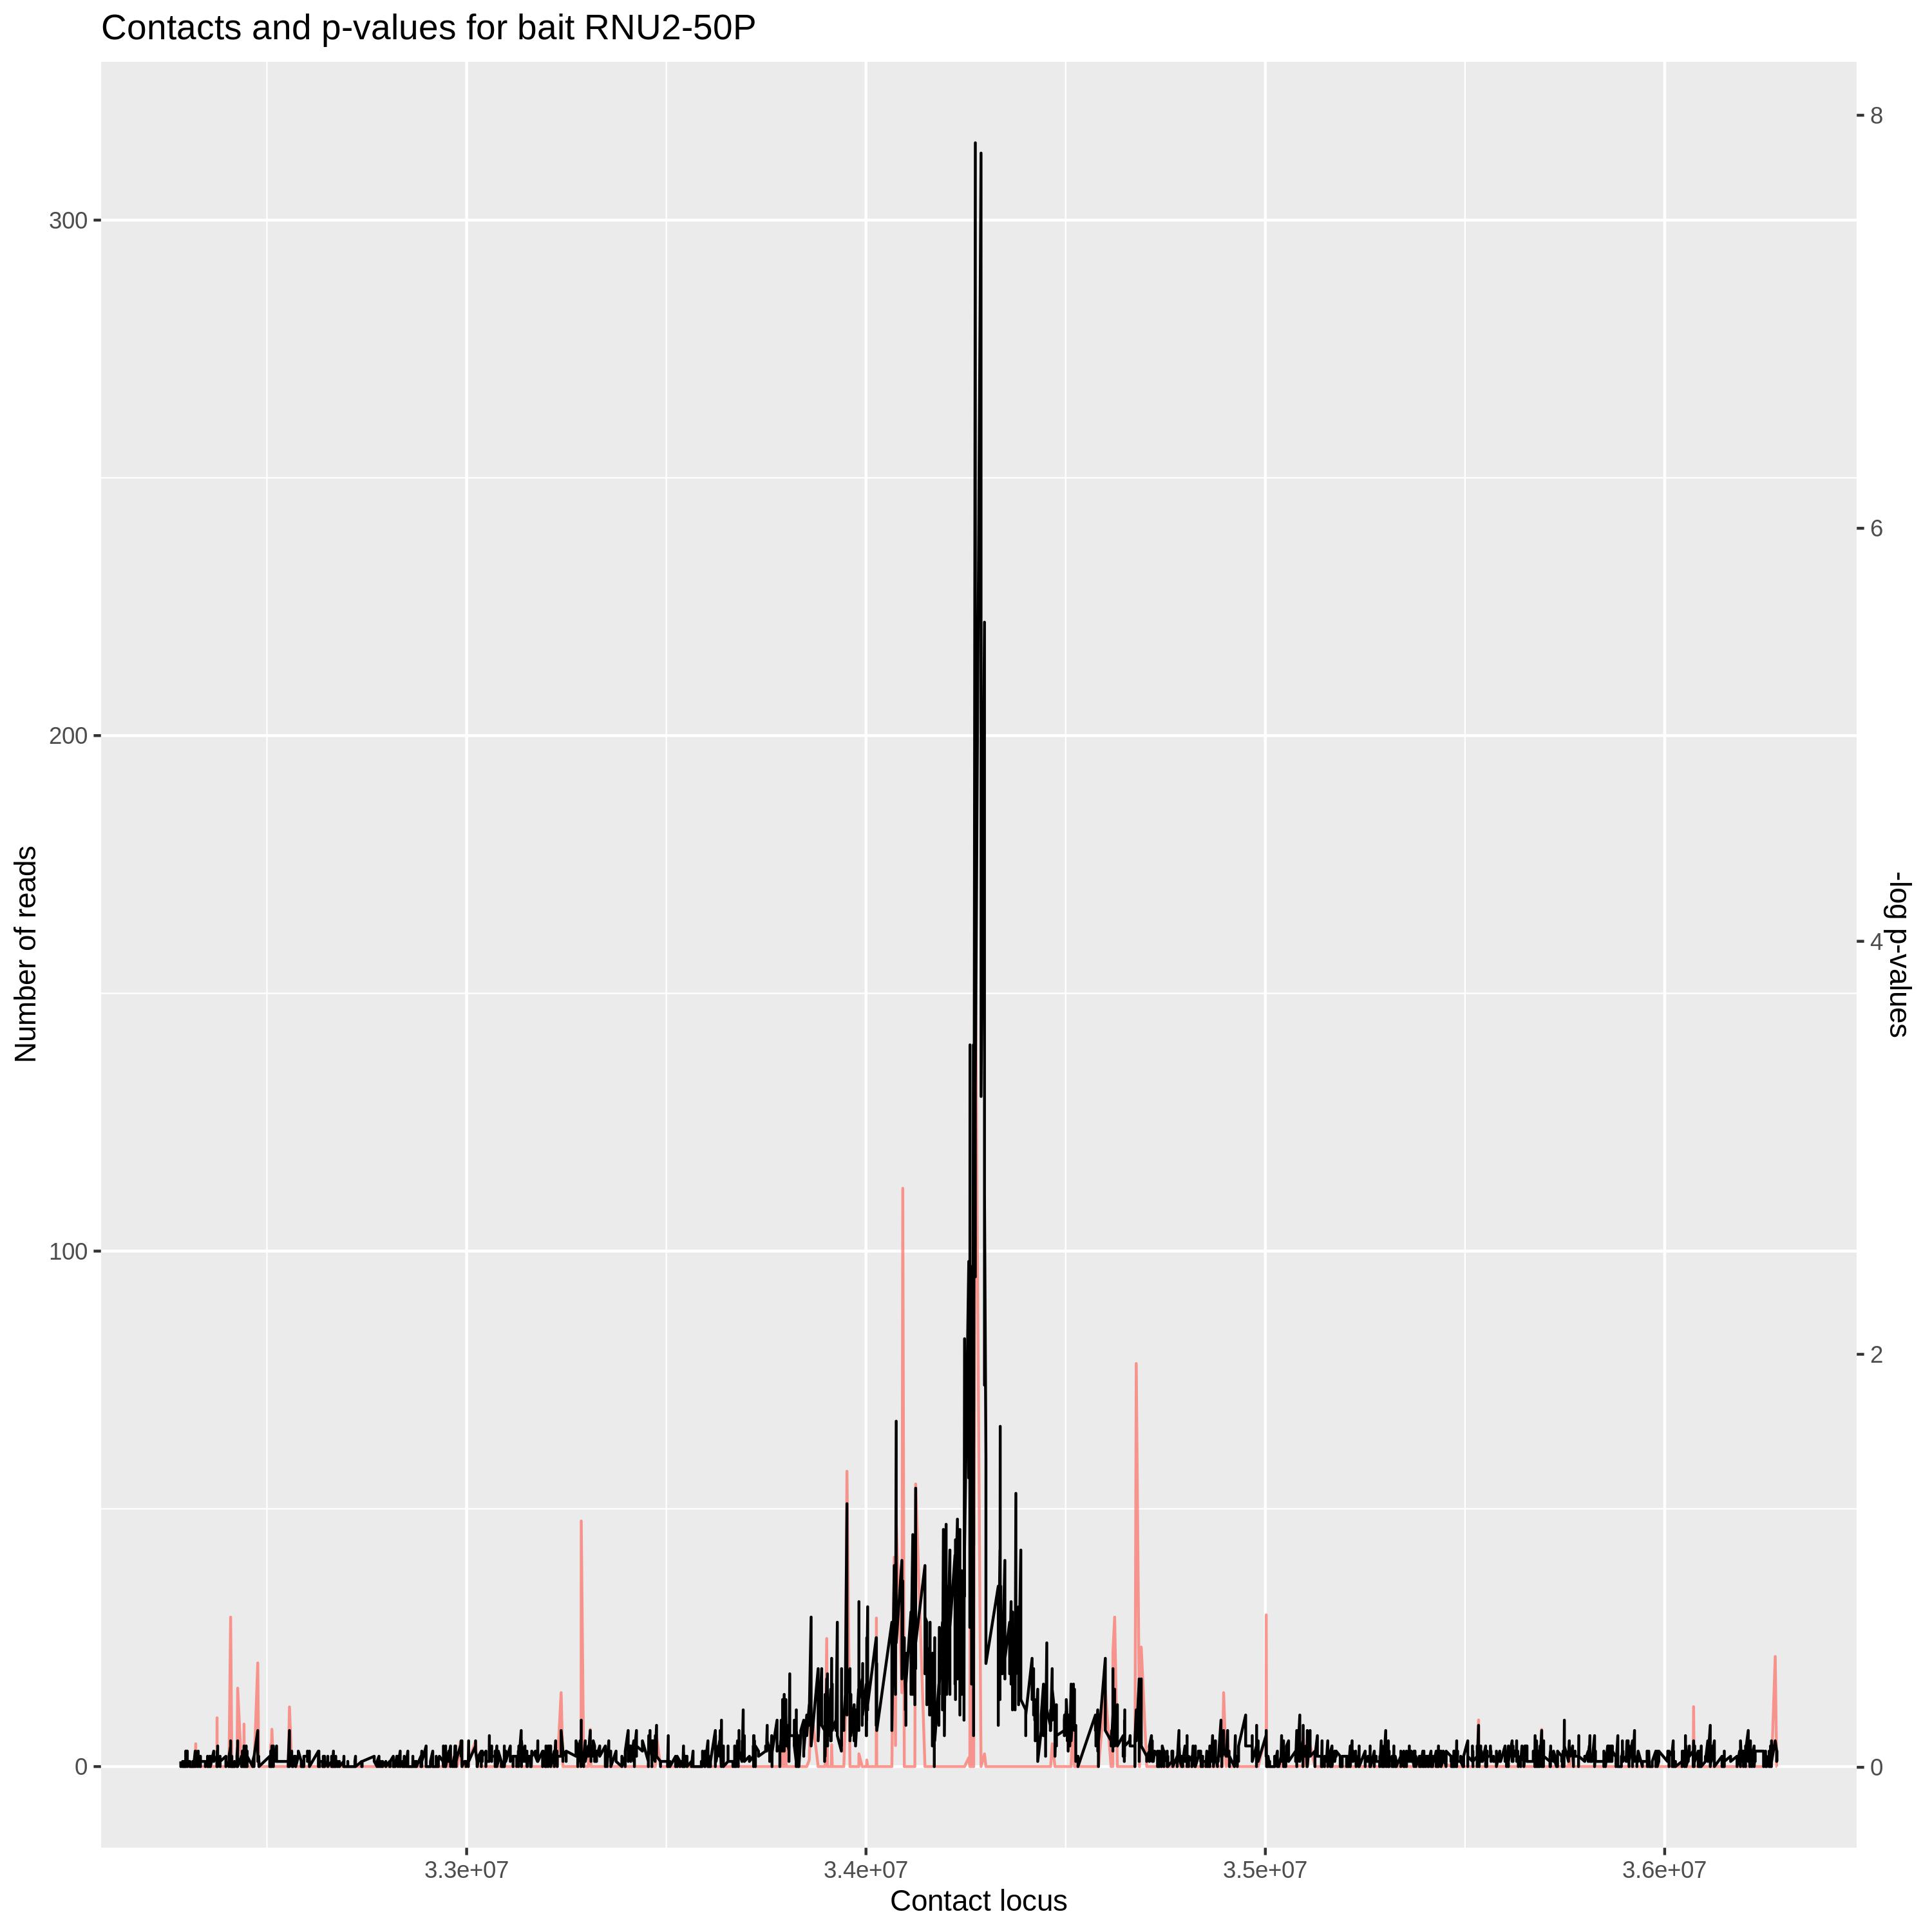 Contacts and p-values for bait RNU2-50P
Number of reads
300
200
100
0
8
6
4
2
0
-log p-values
3.3e+07
3.4e+07
3.5e+07
3.6e+07
Contact locus